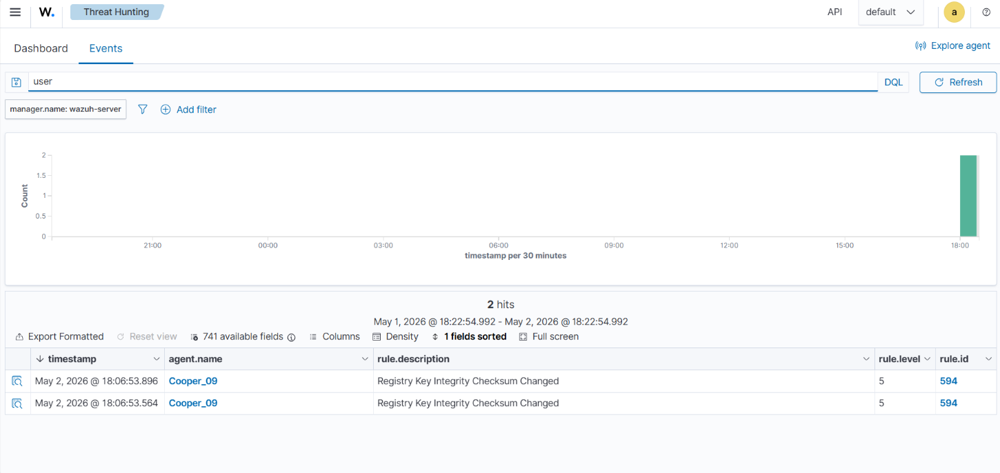 W. Threat Hunting API default a
Dashboard Events Explore agent
user DQL Refresh
manager.name: wazuh-server Add filter
2
1.5
1
0.5
0
Count
21:00 00:00 03:00 06:00 09:00 12:00 15:00 18:00
timestamp per 30 minutes
2 hits
May 1, 2026 @ 18:22:54.992 - May 2, 2026 @ 18:22:54.992
Export Formatted Reset view 741 available fields Columns Density 1 fields sorted Full screen
timestamp agent.name rule.description rule.level rule.id
May 2, 2026 @ 18:06:53.896 Cooper_09 Registry Key Integrity Checksum Changed 5 594
May 2, 2026 @ 18:06:53.564 Cooper_09 Registry Key Integrity Checksum Changed 5 594